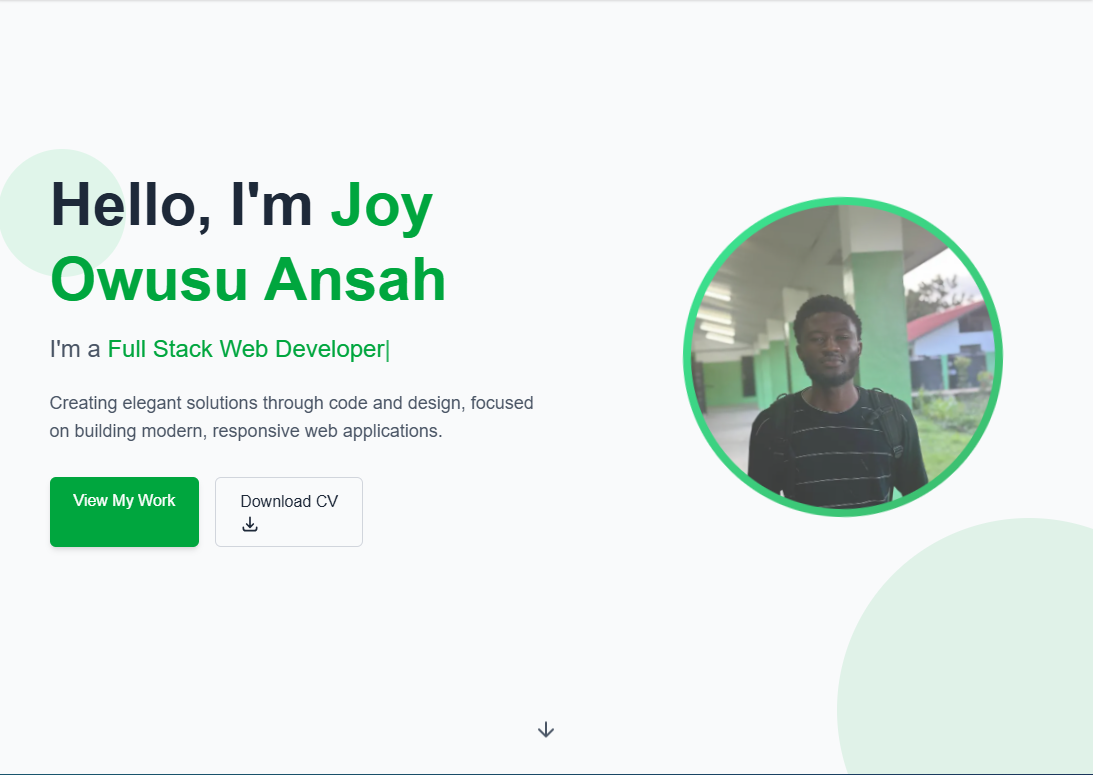 Hello, I'm Joy
Owusu Ansah
I'm a Full Stack Web Developer|
Creating elegant solutions through code and design, focused
on building modern, responsive web applications.
View My Work
Download CV